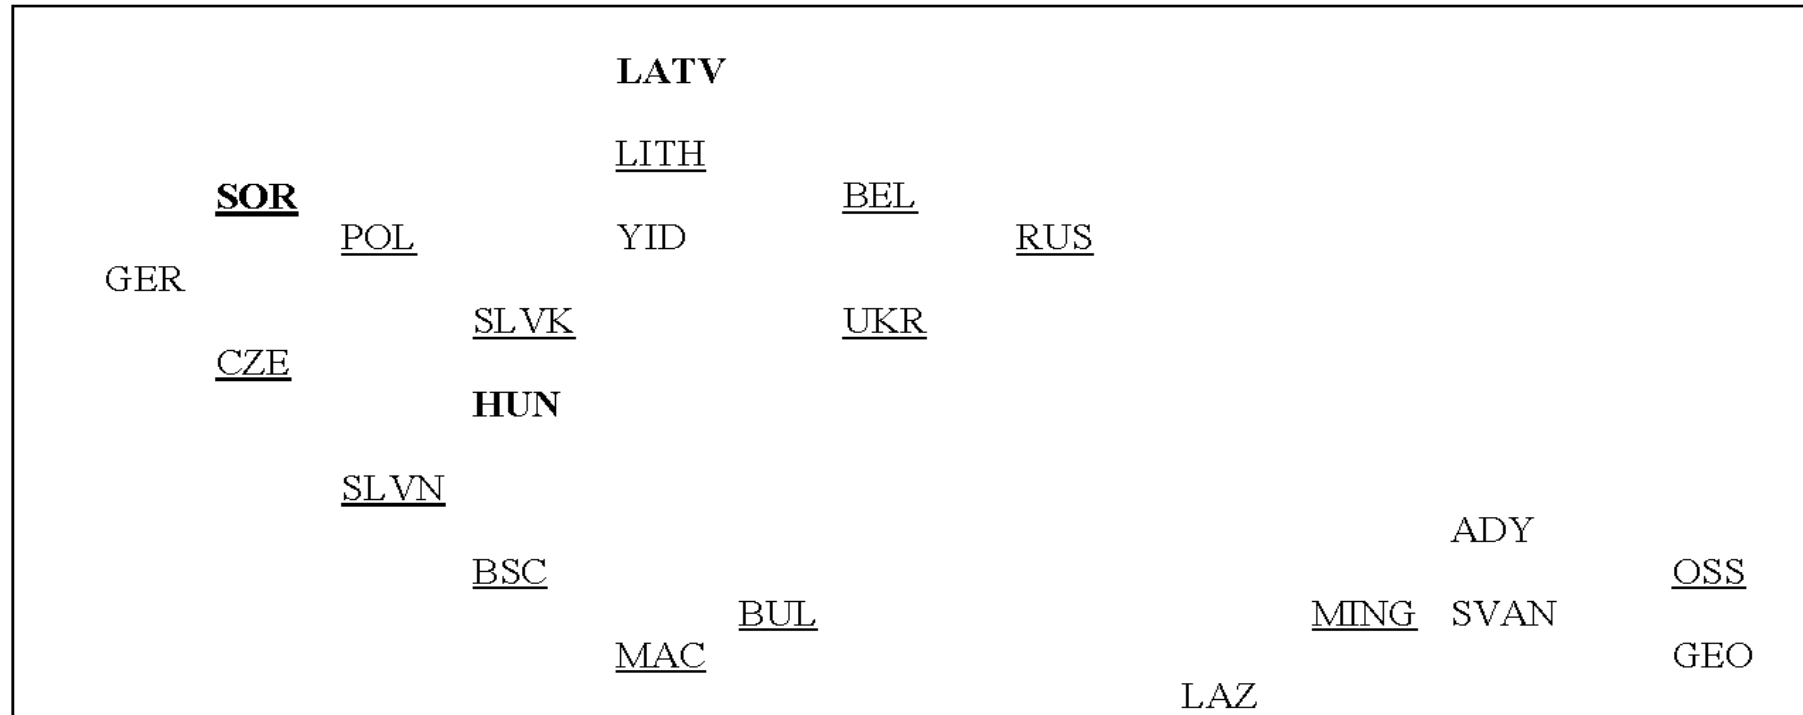 LATV
LITH
SOR BEL
POL YID RUS
GER
SLVK UKR
CZE
HUN
SLVN
ADY
BSC OSS
BUL MING SVAN
MAC GEO
LAZ